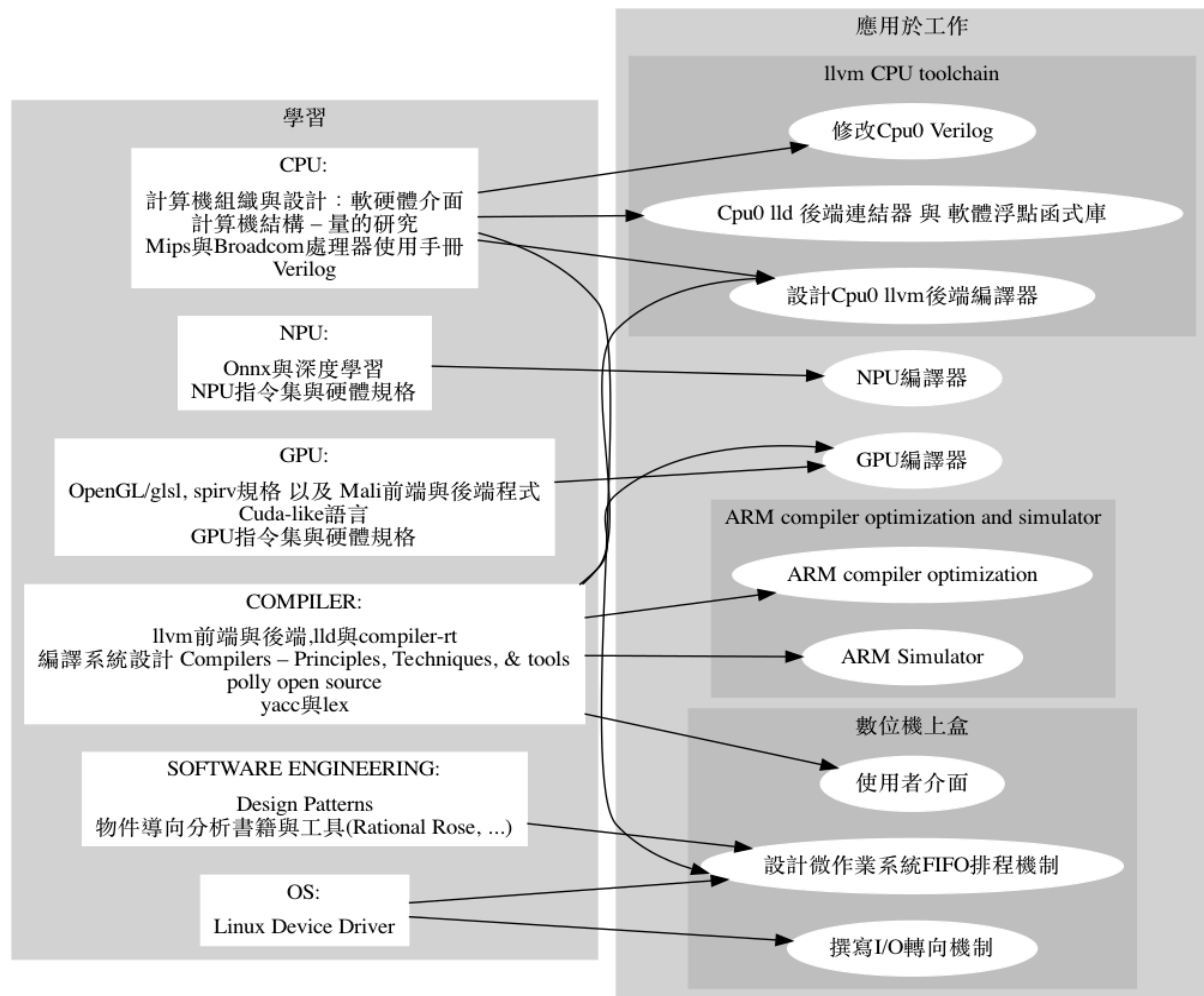 學習
CPU:
計算機組織與設計：軟硬體介面
計算機結構 – 量的研究
Mips與Broadcom處理器使用手冊
Verilog
NPU:
Onnx與深度學習
NPU指令集與硬體規格
GPU:
OpenGL/glsl, spirv規格 以及 Mali前端與後端程式
Cuda-like語言
GPU指令集與硬體規格
COMPILER:
llvm前端與後端,lld與compiler-rt
編譯系統設計 Compilers – Principles, Techniques, & tools
polly open source
yacc與lex
SOFTWARE ENGINEERING:
Design Patterns
物件導向分析書籍與工具(Rational Rose, ...)
OS:
Linux Device Driver
應用於工作
llvm CPU toolchain
修改Cpu0 Verilog
Cpu0 lld 後端連結器 與 軟體浮點函式庫
設計Cpu0 llvm後端編譯器
NPU編譯器
GPU編譯器
ARM compiler optimization and simulator
ARM compiler optimization
ARM Simulator
數位機上盒
使用者介面
設計微作業系統FIFO排程機制
撰寫I/O轉向機制